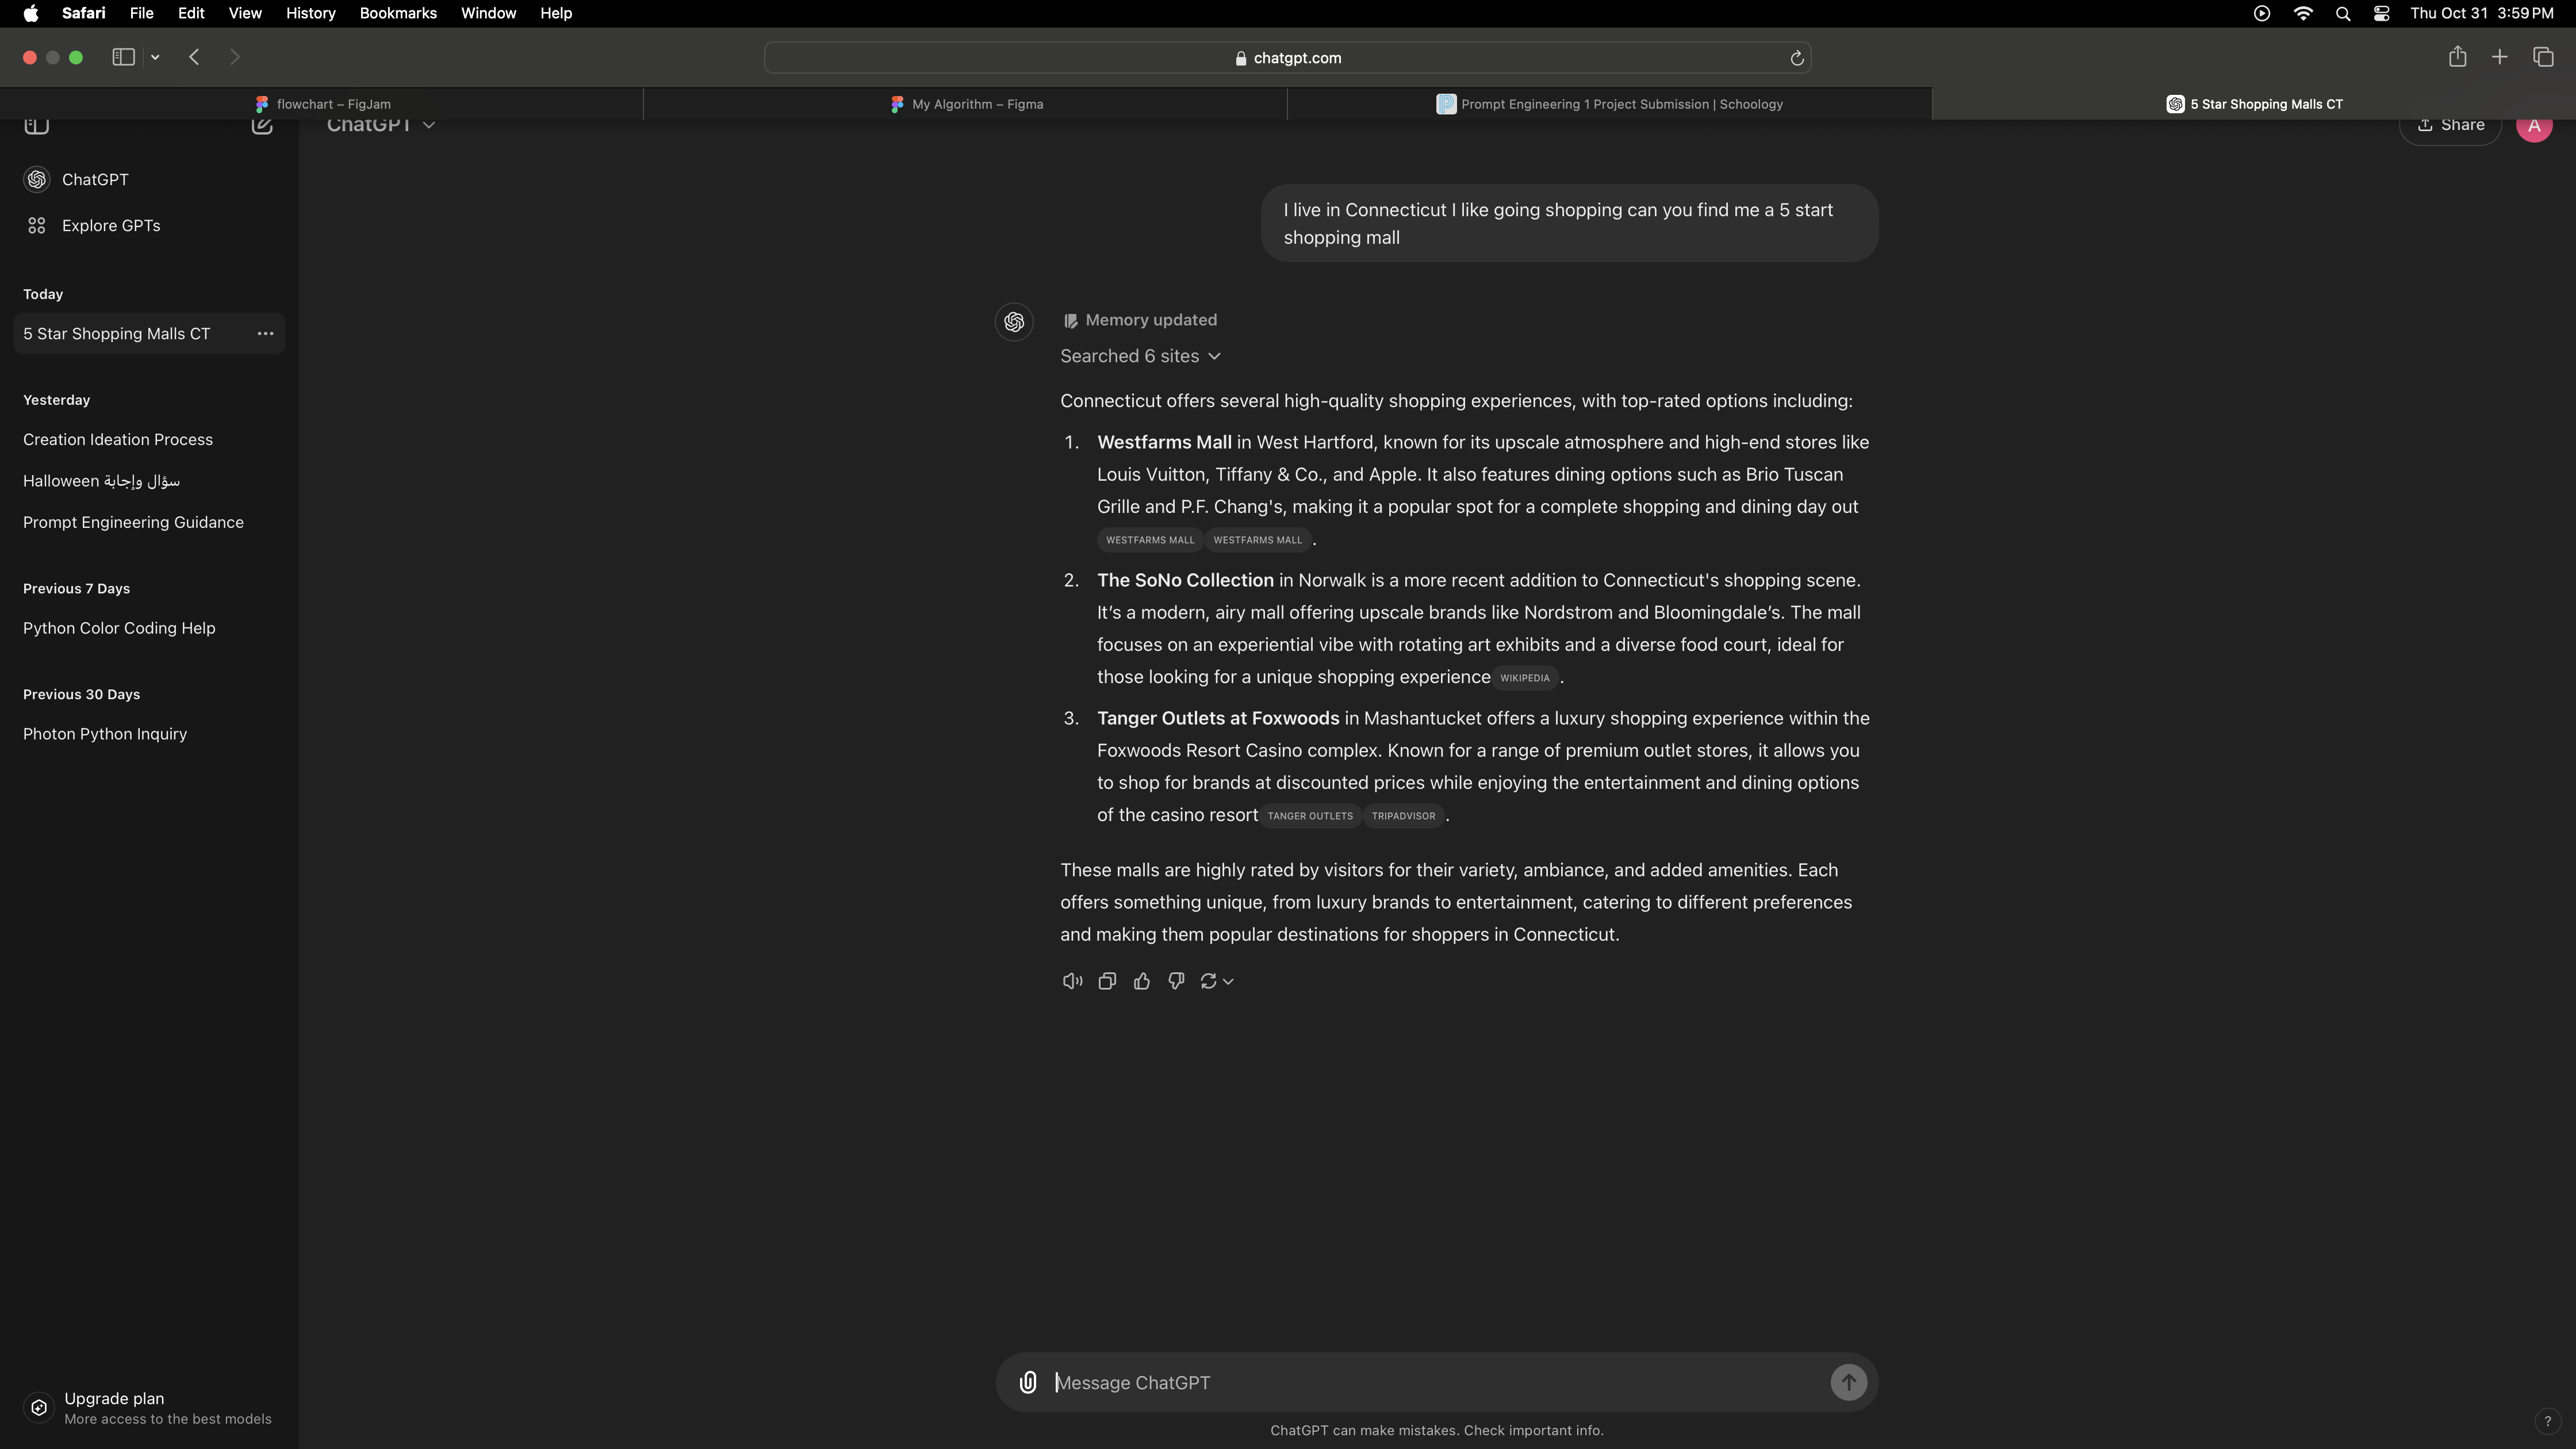 Safari File Edit View History Bookmarks Window Help
Thu Oct 31 3:59 PM
chatgpt.com
flowchart – FigJam
My Algorithm – Figma
Prompt Engineering 1 Project Submission | Schoology
5 Star Shopping Malls CT
ChatGPT
Share
A
ChatGPT
Explore GPTs
Today
5 Star Shopping Malls CT
Yesterday
Creation Ideation Process
Halloween سؤال وإجابة
Prompt Engineering Guidance
Previous 7 Days
Python Color Coding Help
Previous 30 Days
Photon Python Inquiry
Upgrade plan
More access to the best models
I live in Connecticut I like going shopping can you find me a 5 start
shopping mall
Memory updated
Searched 6 sites
Connecticut offers several high-quality shopping experiences, with top-rated options including:
1. Westfarms Mall in West Hartford, known for its upscale atmosphere and high-end stores like
Louis Vuitton, Tiffany & Co., and Apple. It also features dining options such as Brio Tuscan
Grille and P.F. Chang's, making it a popular spot for a complete shopping and dining day out
WESTFARMS MALL WESTFARMS MALL .
2. The SoNo Collection in Norwalk is a more recent addition to Connecticut's shopping scene.
It’s a modern, airy mall offering upscale brands like Nordstrom and Bloomingdale’s. The mall
focuses on an experiential vibe with rotating art exhibits and a diverse food court, ideal for
those looking for a unique shopping experience WIKIPEDIA .
3. Tanger Outlets at Foxwoods in Mashantucket offers a luxury shopping experience within the
Foxwoods Resort Casino complex. Known for a range of premium outlet stores, it allows you
to shop for brands at discounted prices while enjoying the entertainment and dining options
of the casino resort TANGER OUTLETS TRIPADVISOR .
These malls are highly rated by visitors for their variety, ambiance, and added amenities. Each
offers something unique, from luxury brands to entertainment, catering to different preferences
and making them popular destinations for shoppers in Connecticut.
Message ChatGPT
ChatGPT can make mistakes. Check important info.
?